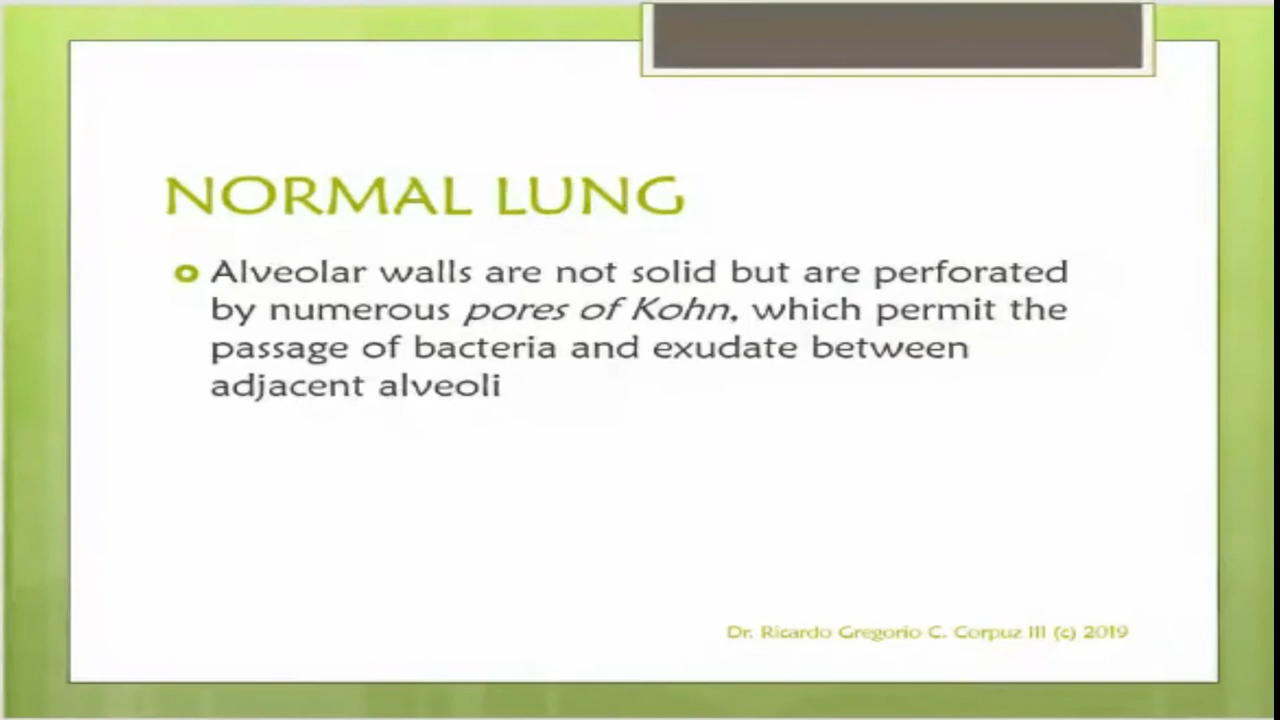 NORMAL LUNG
Alveolar walls are not solid but are perforated
by numerous pores of Kohn, which permit the
passage of bacteria and exudate between
adjacent alveoli
Dr. Ricardo Gregorio C. Corpuz III (c) 2019